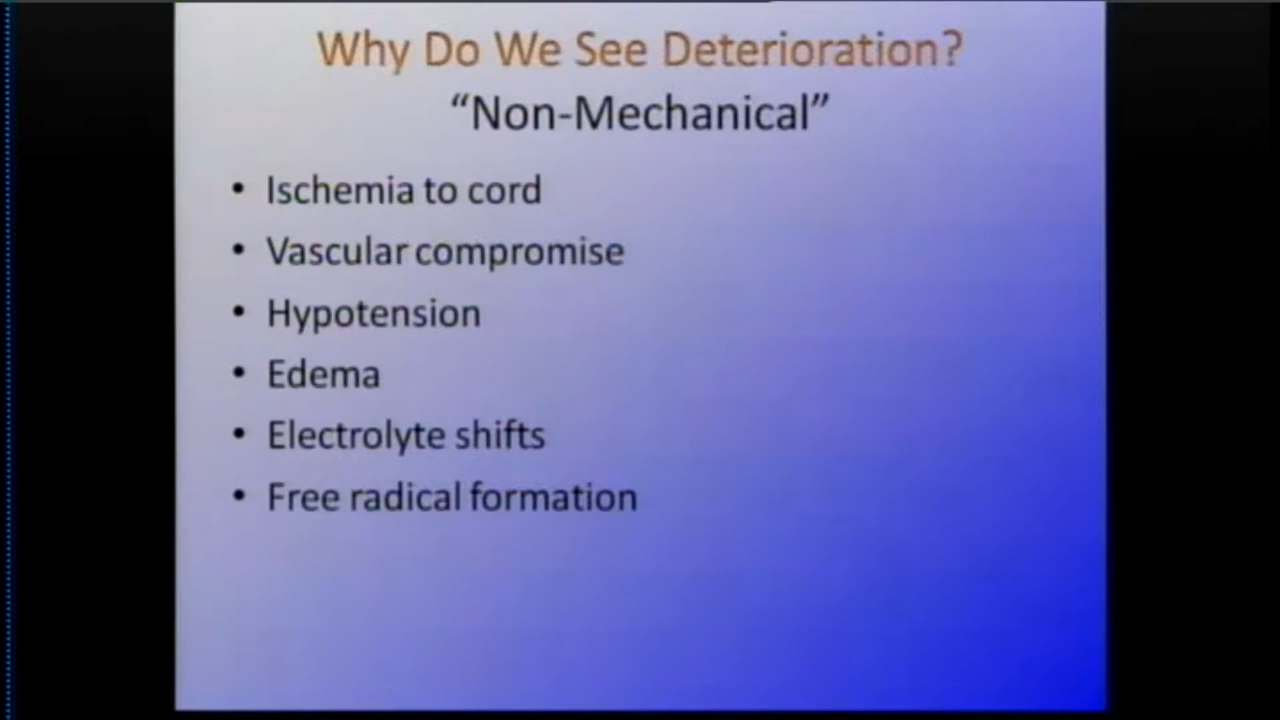 Why Do We See Deterioration?
“Non-Mechanical”
• Ischemia to cord
• Vascular compromise
• Hypotension
• Edema
• Electrolyte shifts
• Free radical formation